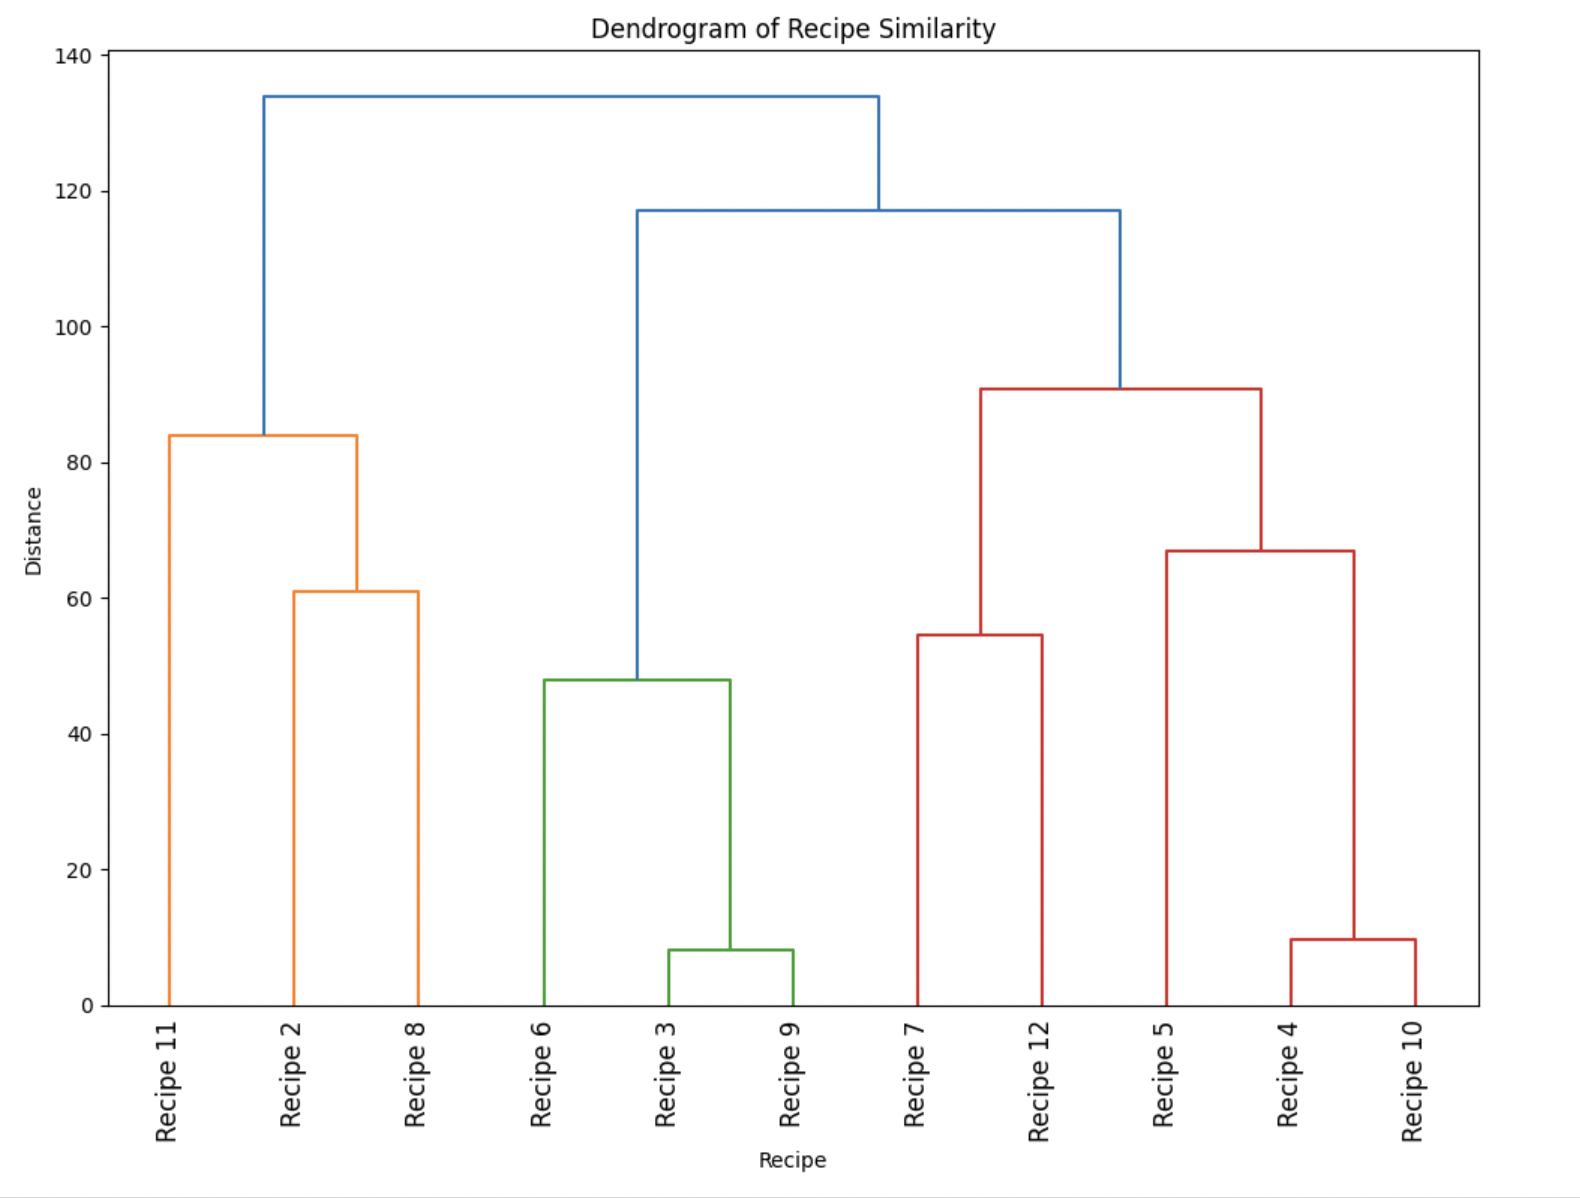 Dendrogram of Recipe Similarity
140
120
100
80
60
40
20
0
Distance
Recipe 11
Recipe 2
Recipe 8
Recipe 6
Recipe 3
Recipe 9
Recipe 7
Recipe 12
Recipe 5
Recipe 4
Recipe 10
Recipe